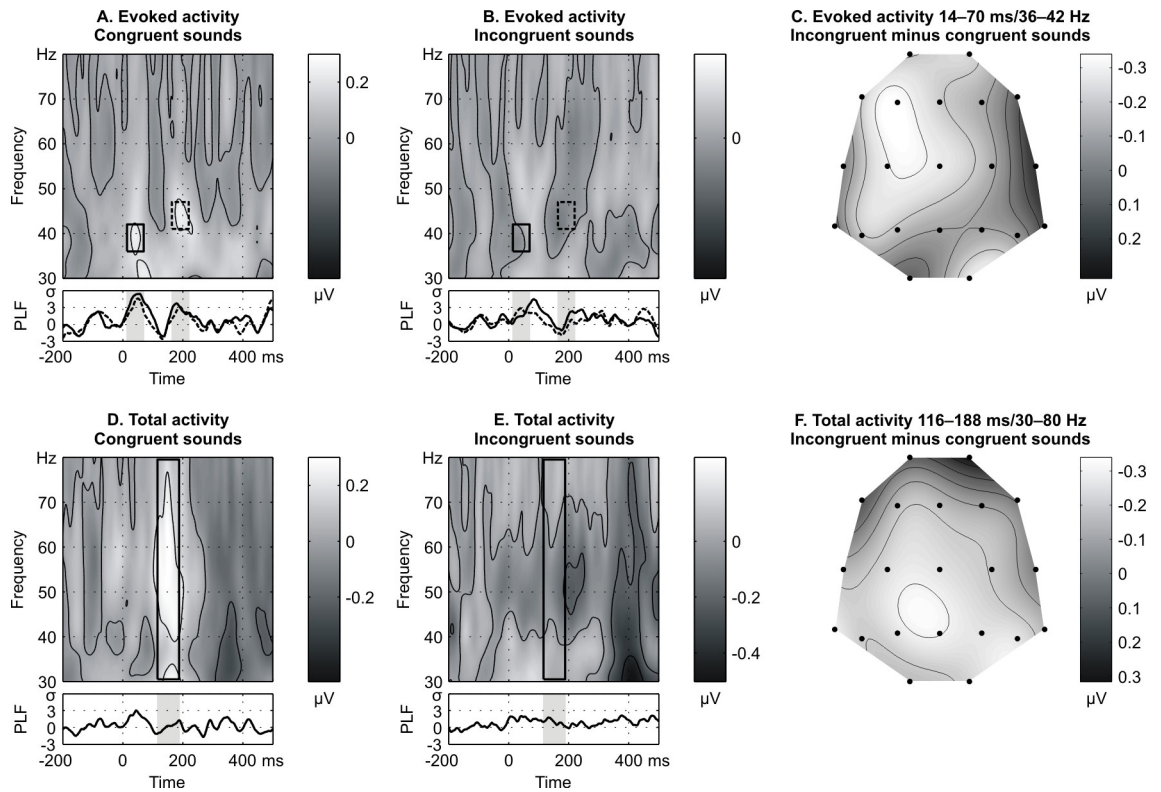 A. Evoked activity
Congruent sounds
Hz
70
60
50
40
30
Frequency
0.2
0
µV
σ
3
0
-3
PLF
-200 0 200 400 ms
Time
B. Evoked activity
Incongruent sounds
Hz
70
60
50
40
30
Frequency
0
µV
σ
3
0
-3
PLF
-200 0 200 400 ms
Time
C. Evoked activity 14–70 ms/36–42 Hz
Incongruent minus congruent sounds
-0.3
-0.2
-0.1
0
0.1
0.2
µV
D. Total activity
Congruent sounds
Hz
70
60
50
40
30
Frequency
0.2
0
-0.2
µV
σ
3
0
-3
PLF
-200 0 200 400 ms
Time
E. Total activity
Incongruent sounds
Hz
70
60
50
40
30
Frequency
0
-0.2
-0.4
µV
σ
3
0
-3
PLF
-200 0 200 400 ms
Time
F. Total activity 116–188 ms/30–80 Hz
Incongruent minus congruent sounds
-0.3
-0.2
-0.1
0
0.1
0.2
0.3
µV